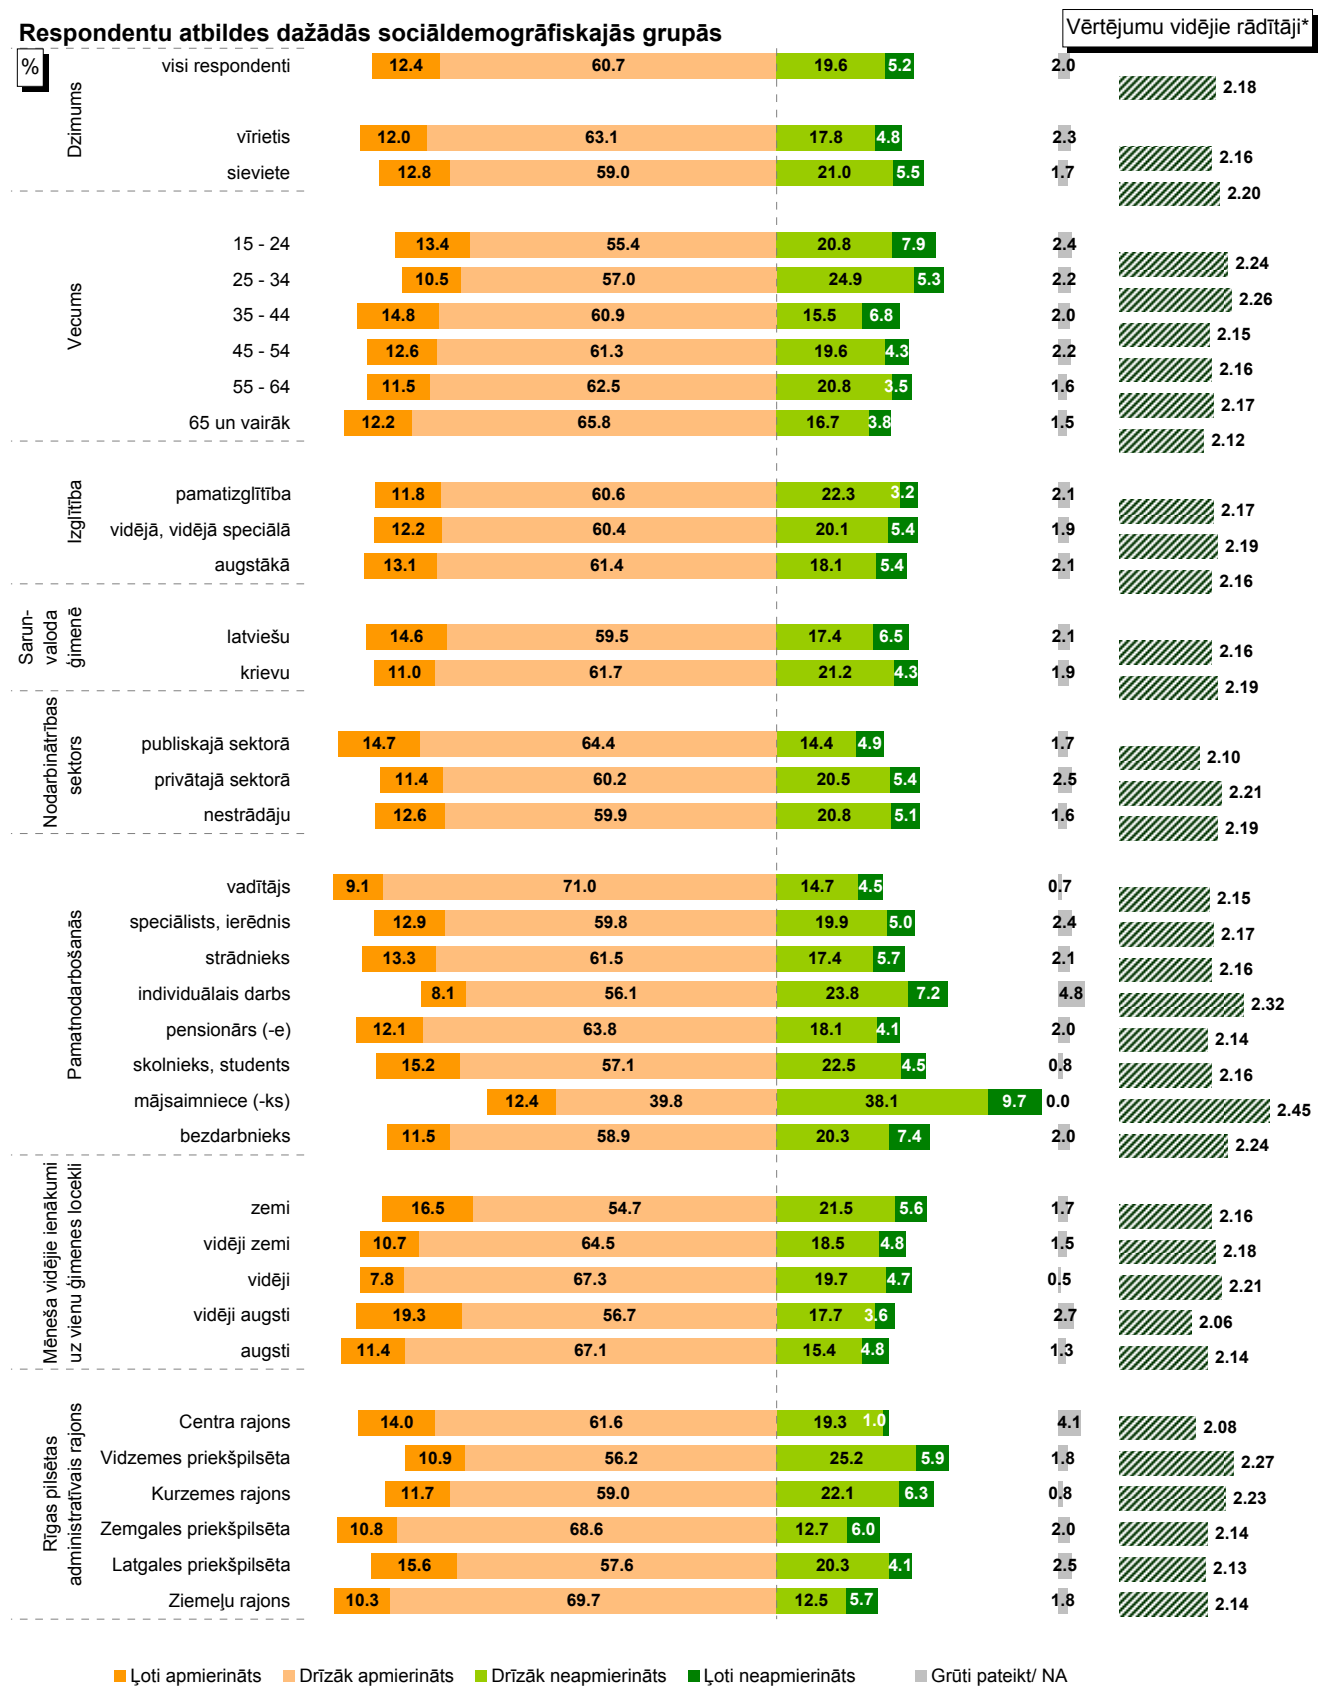 Respondentu atbildes dažādās sociāldemogrāfiskajās grupās
Vērtējumu vidējie rādītāji*
%
Dzimums
visi respondenti 12.4 60.7 19.6 5.2 2.0 2.18
vīrietis 12.0 63.1 17.8 4.8 2.3 2.16
sieviete 12.8 59.0 21.0 5.5 1.7 2.20
Vecums
15 - 24 13.4 55.4 20.8 7.9 2.4 2.24
25 - 34 10.5 57.0 24.9 5.3 2.2 2.26
35 - 44 14.8 60.9 15.5 6.8 2.0 2.15
45 - 54 12.6 61.3 19.6 4.3 2.2 2.16
55 - 64 11.5 62.5 20.8 3.5 1.6 2.17
65 un vairāk 12.2 65.8 16.7 3.8 1.5 2.12
Izglītība
pamatizglītība 11.8 60.6 22.3 3.2 2.1 2.17
vidējā, vidējā speciālā 12.2 60.4 20.1 5.4 1.9 2.19
augstākā 13.1 61.4 18.1 5.4 2.1 2.16
Sarun-
valoda
ģimenē
latviešu 14.6 59.5 17.4 6.5 2.1 2.16
krievu 11.0 61.7 21.2 4.3 1.9 2.19
Nodarbinātrības
sektors
publiskajā sektorā 14.7 64.4 14.4 4.9 1.7 2.10
privātajā sektorā 11.4 60.2 20.5 5.4 2.5 2.21
nestrādāju 12.6 59.9 20.8 5.1 1.6 2.19
Pamatnodarbošanās
vadītājs 9.1 71.0 14.7 4.5 0.7 2.15
speciālists, ierēdnis 12.9 59.8 19.9 5.0 2.4 2.17
strādnieks 13.3 61.5 17.4 5.7 2.1 2.16
individuālais darbs 8.1 56.1 23.8 7.2 4.8 2.32
pensionārs (-e) 12.1 63.8 18.1 4.1 2.0 2.14
skolnieks, students 15.2 57.1 22.5 4.5 0.8 2.16
mājsaimniece (-ks) 12.4 39.8 38.1 9.7 0.0 2.45
bezdarbnieks 11.5 58.9 20.3 7.4 2.0 2.24
Mēneša vidējie ienākumi
uz vienu ģimenes locekli
zemi 16.5 54.7 21.5 5.6 1.7 2.16
vidēji zemi 10.7 64.5 18.5 4.8 1.5 2.18
vidēji 7.8 67.3 19.7 4.7 0.5 2.21
vidēji augsti 19.3 56.7 17.7 3.6 2.7 2.06
augsti 11.4 67.1 15.4 4.8 1.3 2.14
Rīgas pilsētas
administratīvais rajons
Centra rajons 14.0 61.6 19.3 1.0 4.1 2.08
Vidzemes priekšpilsēta 10.9 56.2 25.2 5.9 1.8 2.27
Kurzemes rajons 11.7 59.0 22.1 6.3 0.8 2.23
Zemgales priekšpilsēta 10.8 68.6 12.7 6.0 2.0 2.14
Latgales priekšpilsēta 15.6 57.6 20.3 4.1 2.5 2.13
Ziemeļu rajons 10.3 69.7 12.5 5.7 1.8 2.14
Ļoti apmierināts Drīzāk apmierināts Drīzāk neapmierināts Ļoti neapmierināts Grūti pateikt/ NA